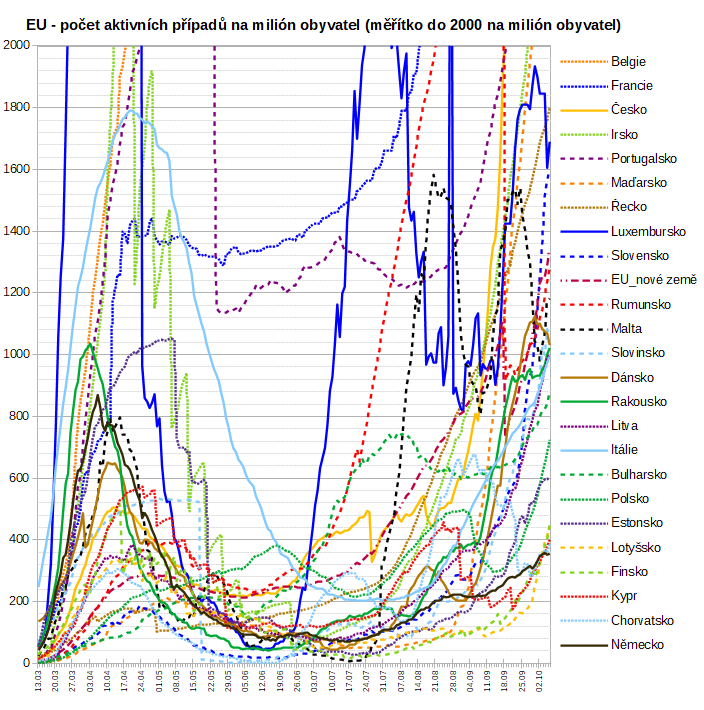 EU - počet aktivních případů na milión obyvatel (měřítko do 2000 na milión obyvatel)
2000
1800
1600
1400
1200
1000
800
600
400
200
0
13.03
20.03
27.03
03.04
10.04
17.04
24.04
01.05
08.05
15.05
22.05
29.05
05.06
12.06
19.06
26.06
03.07
10.07
17.07
24.07
31.07
07.08
14.08
21.08
28.08
04.09
11.09
18.09
25.09
02.10
Belgie
Francie
Česko
Irsko
Portugalsko
Maďarsko
Řecko
Luxembursko
Slovensko
EU_nové země
Rumunsko
Malta
Slovinsko
Dánsko
Rakousko
Litva
Itálie
Bulharsko
Polsko
Estonsko
Lotyšsko
Finsko
Kypr
Chorvatsko
Německo